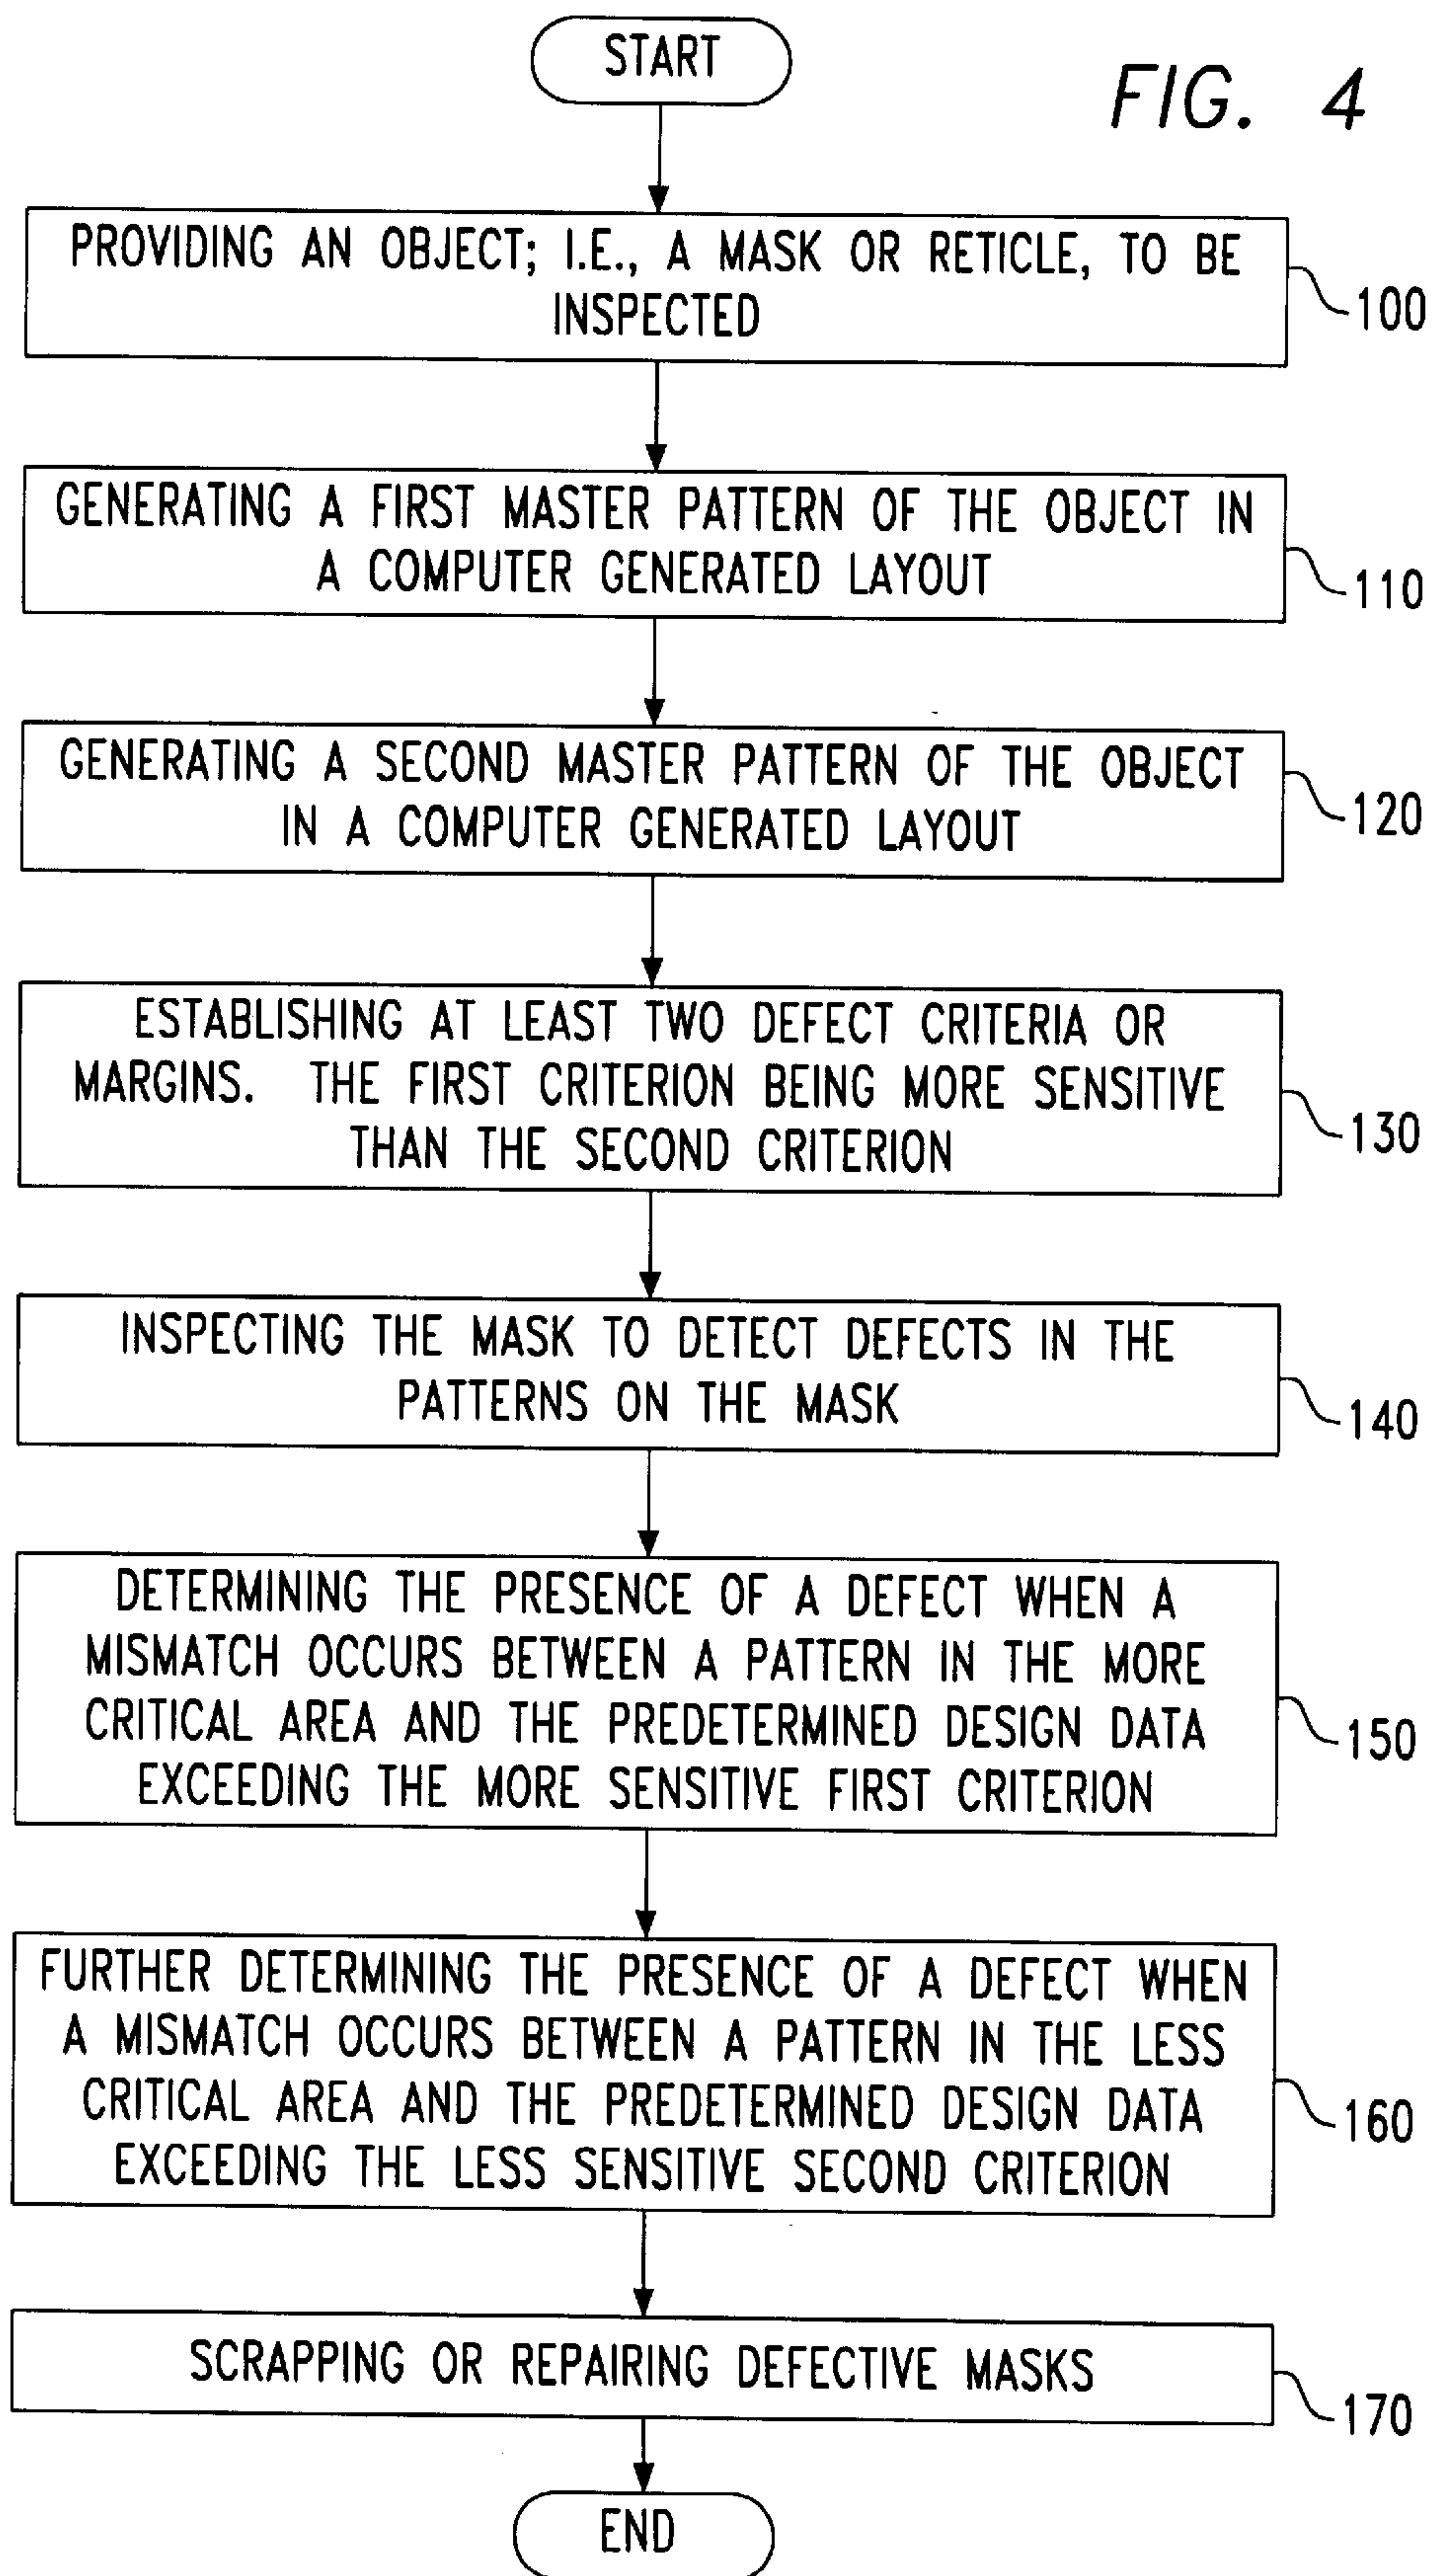 START
FIG. 4
PROVIDING AN OBJECT; I.E., A MASK OR RETICLE, TO BE
INSPECTED
100
GENERATING A FIRST MASTER PATTERN OF THE OBJECT IN
A COMPUTER GENERATED LAYOUT
110
GENERATING A SECOND MASTER PATTERN OF THE OBJECT
IN A COMPUTER GENERATED LAYOUT
120
ESTABLISHING AT LEAST TWO DEFECT CRITERIA OR
MARGINS. THE FIRST CRITERION BEING MORE SENSITIVE
THAN THE SECOND CRITERION
130
INSPECTING THE MASK TO DETECT DEFECTS IN THE
PATTERNS ON THE MASK
140
DETERMINING THE PRESENCE OF A DEFECT WHEN A
MISMATCH OCCURS BETWEEN A PATTERN IN THE MORE
CRITICAL AREA AND THE PREDETERMINED DESIGN DATA
EXCEEDING THE MORE SENSITIVE FIRST CRITERION
150
FURTHER DETERMINING THE PRESENCE OF A DEFECT WHEN
A MISMATCH OCCURS BETWEEN A PATTERN IN THE LESS
CRITICAL AREA AND THE PREDETERMINED DESIGN DATA
EXCEEDING THE LESS SENSITIVE SECOND CRITERION
160
SCRAPPING OR REPAIRING DEFECTIVE MASKS
170
END